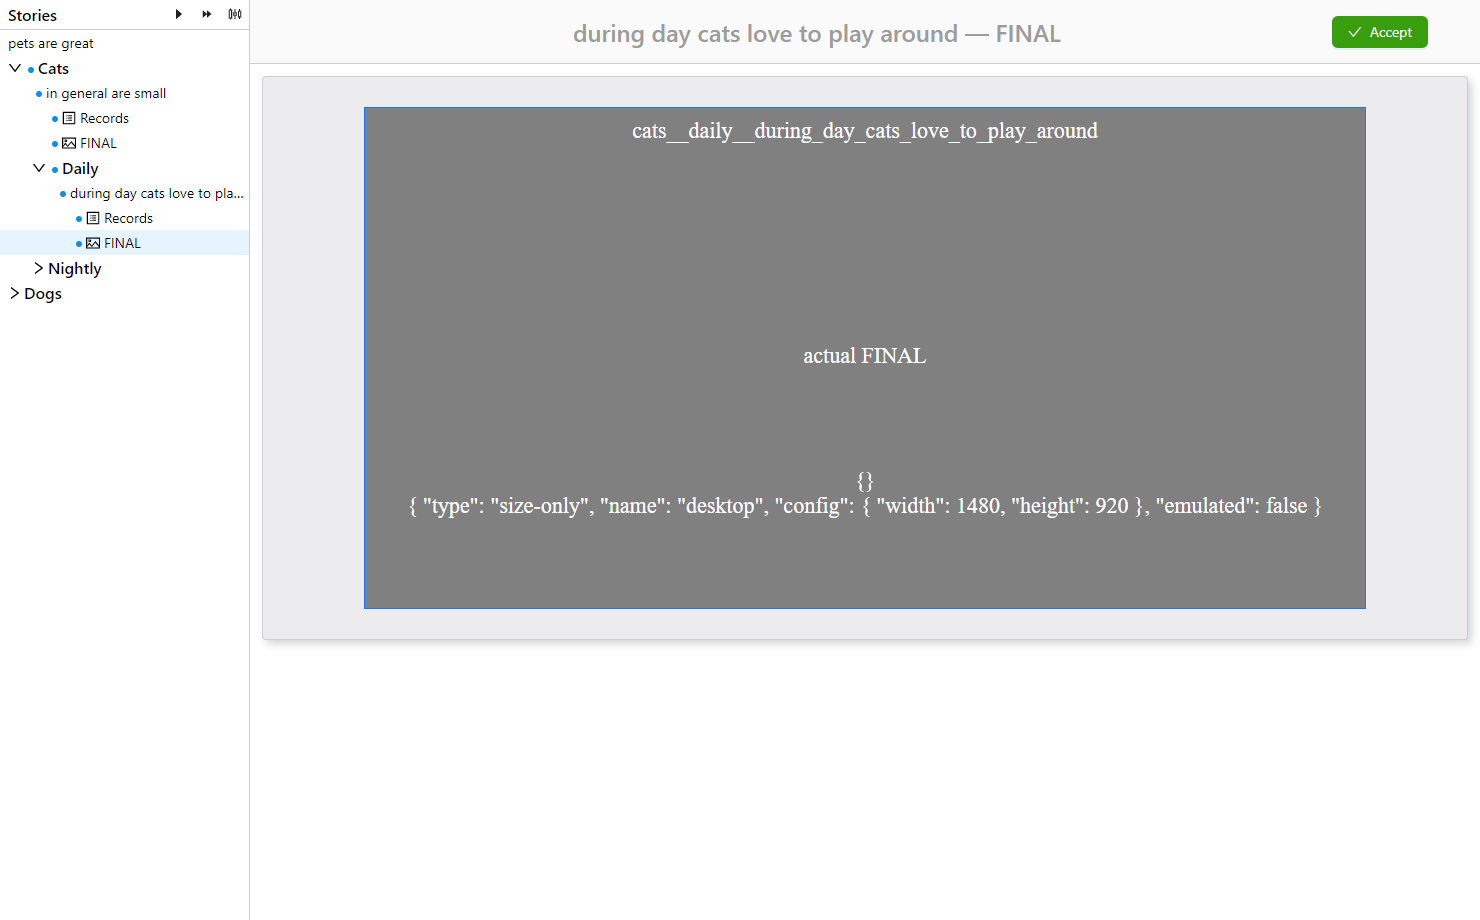 Stories
pets are great
Cats
in general are small
Records
FINAL
Daily
during day cats love to pla...
Records
FINAL
Nightly
Dogs
during day cats love to play around — FINAL
Accept
cats__daily__during_day_cats_love_to_play_around
actual FINAL
{}
{ "type": "size-only", "name": "desktop", "config": { "width": 1480, "height": 920 }, "emulated": false }